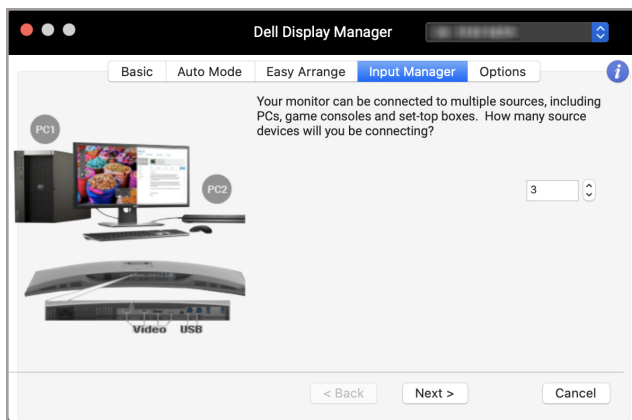 Dell Display Manager
Basic
Auto Mode
Easy Arrange
Input Manager
Options
i
Your monitor can be connected to multiple sources, including
PCs, game consoles and set-top boxes.  How many source
devices will you be connecting?
PC1
PC2
3
Video
USB
< Back
Next >
Cancel